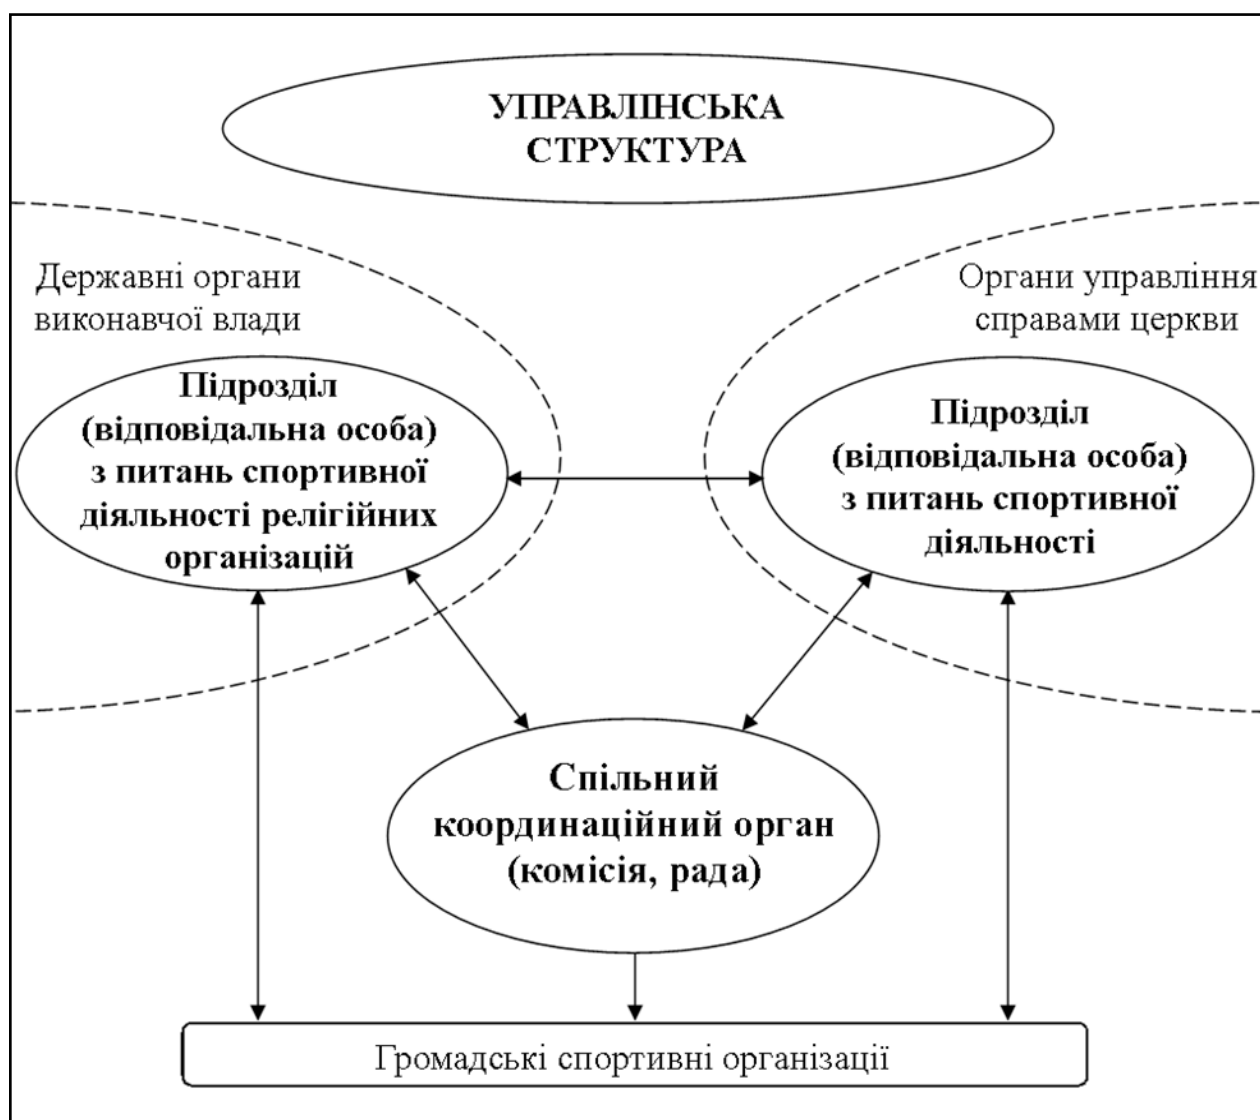 УПРАВЛІНСЬКА
СТРУКТУРА
Державні органи
виконавчої влади
Органи управління
справами церкви
Підрозділ
(відповідальна особа)
з питань спортивної
діяльності релігійних
організацій
Підрозділ
(відповідальна особа)
з питань спортивної
діяльності
Спільний
координаційний орган
(комісія, рада)
Громадські спортивні організації